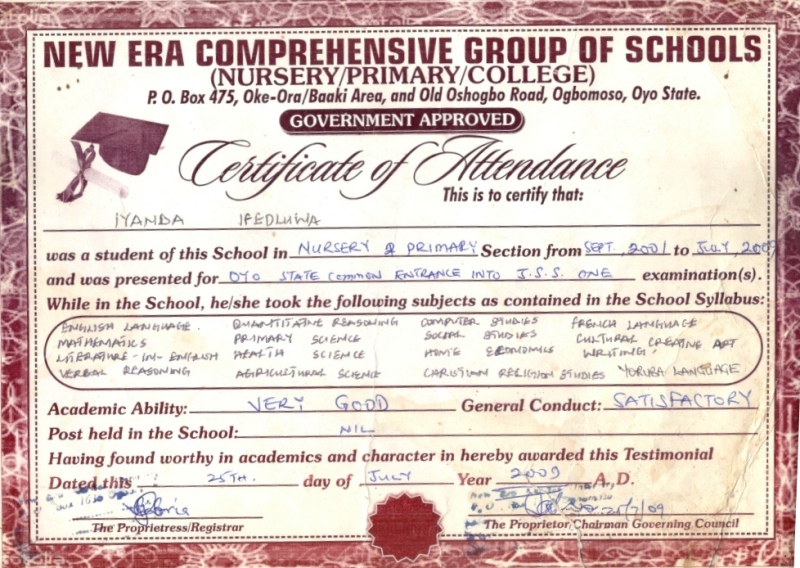 NEW ERA COMPREHENSIVE GROUP OF SCHOOLS
(NURSERY/PRIMARY/COLLEGE)
P. O. Box 475, Oke-Ora/Baaki Area, and Old Oshogbo Road, Ogbomoso, Oyo State.
GOVERNMENT APPROVED
Certificate of Attendance
This is to certify that:
IYANDA IFEOLUWA
was a student of this School in NURSERY & PRIMARY Section from SEPT., 2001 to JULY, 2009
and was presented for OYO STATE COMMON ENTRANCE INTO J.S.S. ONE examination(s).
While in the School, he/she took the following subjects as contained in the School Syllabus:
ENGLISH LANGUAGE. QUANTITATIVE REASONING COMPUTER STUDIES FRENCH LANGUAGE
MATHEMATICS PRIMARY SCIENCE SOCIAL STUDIES CULTURAL CREATING ART
LITERATURE-IN-ENGLISH HEALTH SCIENCE HOME ECONOMICS WRITING.
VERBAL REASONING AGRICULTURAL SCIENCE CHRISTIAN RELIGION STUDIES YORUBA LANGUAGE
Academic Ability: VERY GOOD General Conduct: SATISFACTORY
Post held in the School: NIL
Having found worthy in academics and character in hereby awarded this Testimonial
Dated this 25TH. day of JULY Year 2009 A.D.
The Proprietress/Registrar The Proprietor/Chairman Governing Council